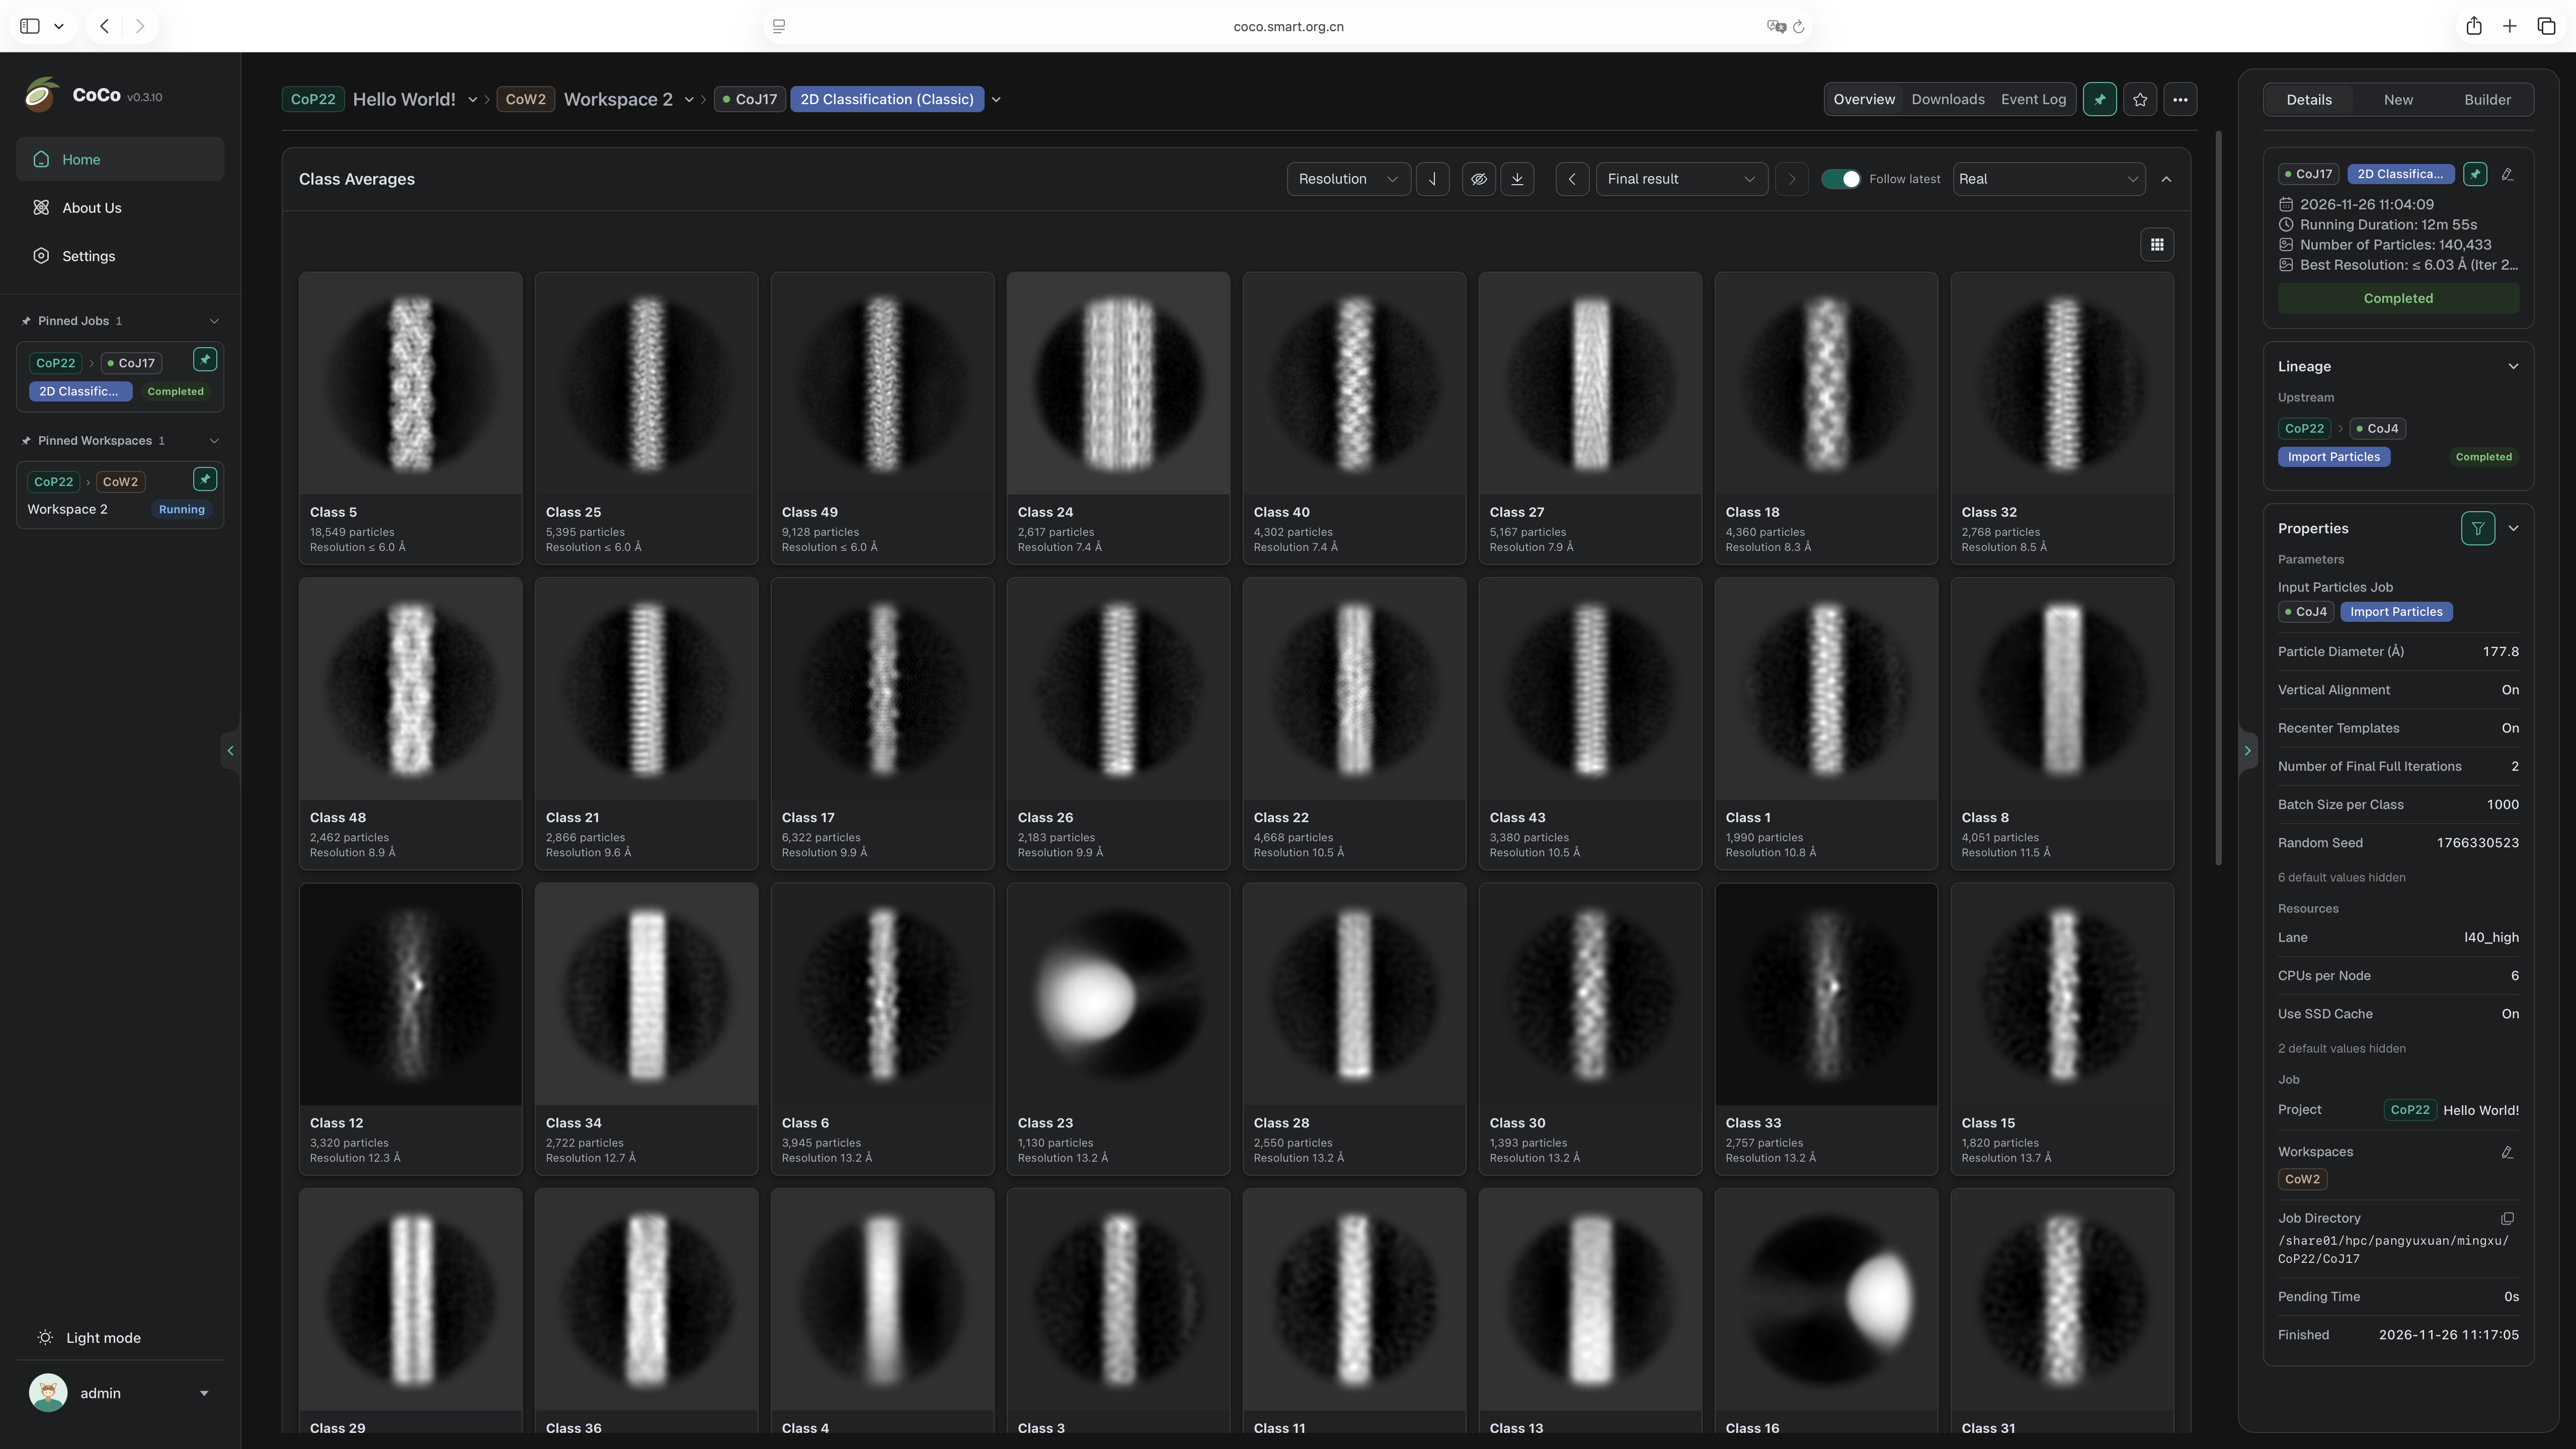 coco.smart.org.cn
CoCo v0.3.10
Home
About Us
Settings
Pinned Jobs 1
CoP22 > CoJ17
2D Classific... Completed
Pinned Workspaces 1
CoP22 > CoW2
Workspace 2 Running
Light mode
admin
CoP22 Hello World! > CoW2 Workspace 2 > CoJ17 2D Classification (Classic)
Overview Downloads Event Log
Class Averages
Resolution Final result Follow latest Real
Class 5 Class 25 Class 49 Class 24 Class 40 Class 27 Class 18 Class 32
18,549 particles 5,395 particles 9,128 particles 2,617 particles 4,302 particles 5,167 particles 4,360 particles 2,768 particles
Resolution ≤ 6.0 Å Resolution ≤ 6.0 Å Resolution ≤ 6.0 Å Resolution 7.4 Å Resolution 7.4 Å Resolution 7.9 Å Resolution 8.3 Å Resolution 8.5 Å
Class 48 Class 21 Class 17 Class 26 Class 22 Class 43 Class 1 Class 8
2,462 particles 2,866 particles 6,322 particles 2,183 particles 4,668 particles 3,380 particles 1,990 particles 4,051 particles
Resolution 8.9 Å Resolution 9.6 Å Resolution 9.9 Å Resolution 9.9 Å Resolution 10.5 Å Resolution 10.5 Å Resolution 10.8 Å Resolution 11.5 Å
Class 12 Class 34 Class 6 Class 23 Class 28 Class 30 Class 33 Class 15
3,320 particles 2,722 particles 3,945 particles 1,130 particles 2,550 particles 1,393 particles 2,757 particles 1,820 particles
Resolution 12.3 Å Resolution 12.7 Å Resolution 13.2 Å Resolution 13.2 Å Resolution 13.2 Å Resolution 13.2 Å Resolution 13.2 Å Resolution 13.7 Å
Class 29 Class 36 Class 4 Class 3 Class 11 Class 13 Class 16 Class 31
Details New Builder
CoJ17 2D Classifica...
2026-11-26 11:04:09
Running Duration: 12m 55s
Number of Particles: 140,433
Best Resolution: ≤ 6.03 Å (Iter 2...
Completed
Lineage
Upstream
CoP22 > CoJ4
Import Particles Completed
Properties
Parameters
Input Particles Job
CoJ4 Import Particles
Particle Diameter (Å) 177.8
Vertical Alignment On
Recenter Templates On
Number of Final Full Iterations 2
Batch Size per Class 1000
Random Seed 1766330523
6 default values hidden
Resources
Lane l40_high
CPUs per Node 6
Use SSD Cache On
2 default values hidden
Job
Project CoP22 Hello World!
Workspaces
CoW2
Job Directory
/share01/hpc/pangyuxuan/mingxu/
CoP22/CoJ17
Pending Time 0s
Finished 2026-11-26 11:17:05